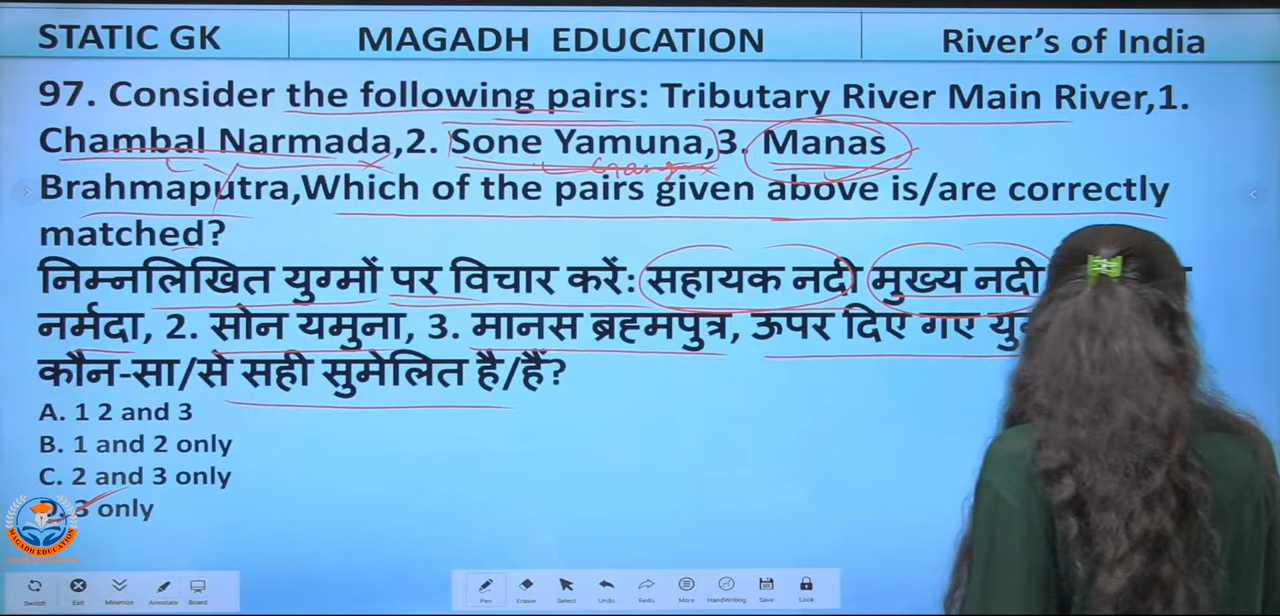 STATIC GK
MAGADH EDUCATION
River's of India
97. Consider the following pairs: Tributary River Main River,1.
Chambal Narmada,2. Sone Yamuna,3. Manas
Brahmaputra,Which of the pairs given above is/are correctly
matched?
निम्नलिखित युग्मों पर विचार करें: सहायक नदी मुख्य नदी
नर्मदा, 2. सोन यमुना, 3. मानस ब्रह्मपुत्र, ऊपर दिए गए
कौन-सा/से सही सुमेलित है/हैं?
A. 1 2 and 3
B. 1 and 2 only
C. 2 and 3 only
D. 3 only
MAGADH EDUCATION
Switch Exit Minimize Annotate Board
Pen Eraser Select Undo Redo More HandWriting Save Lock